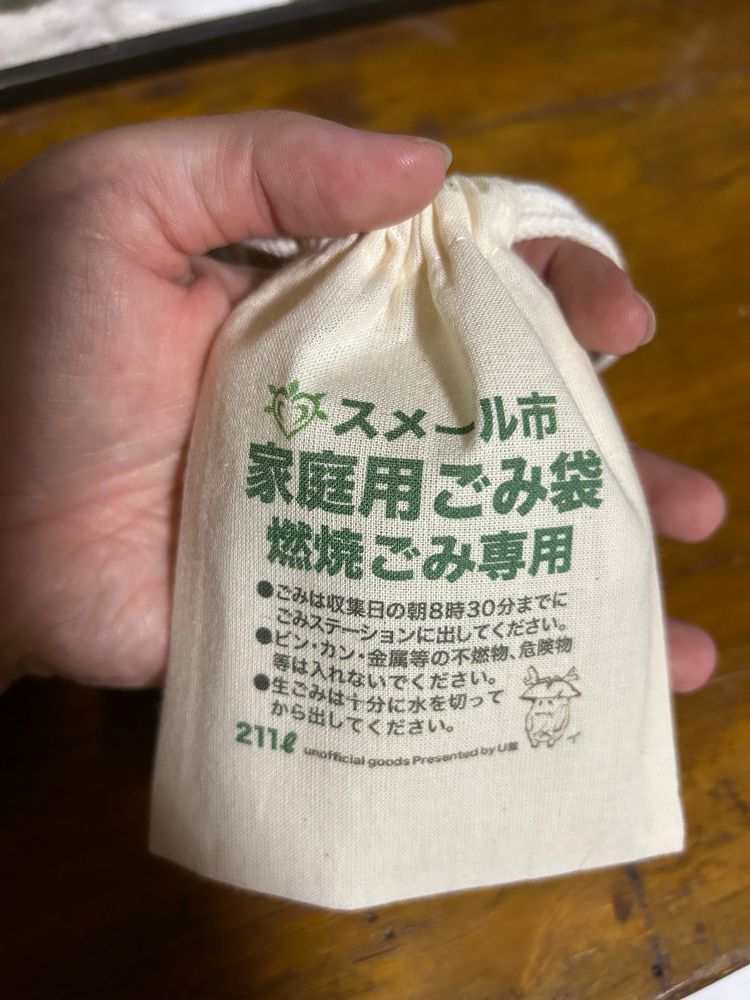 スメール市
家庭用ごみ袋
燃焼ごみ専用
●ごみは収集日の朝8時30分までに
ごみステーションに出してください。
●ビン・カン・金属等の不燃物、危険物
等は入れないでください。
●生ごみは十分に水を切って
から出してください。
211ℓ unofficial goods Presented by U